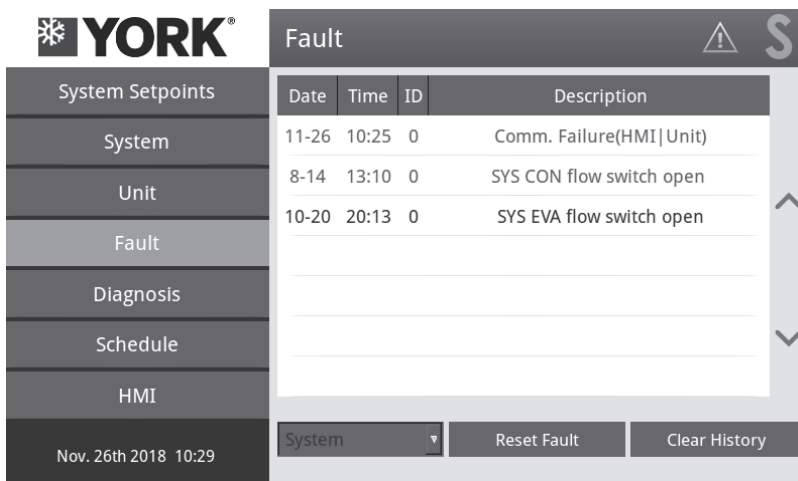 YORK®
Fault
S
System Setpoints
System
Unit
Fault
Diagnosis
Schedule
HMI
Nov. 26th 2018 10:29
Date Time ID Description
11-26 10:25 0 Comm. Failure(HMI|Unit)
8-14 13:10 0 SYS CON flow switch open
10-20 20:13 0 SYS EVA flow switch open
System Reset Fault Clear History